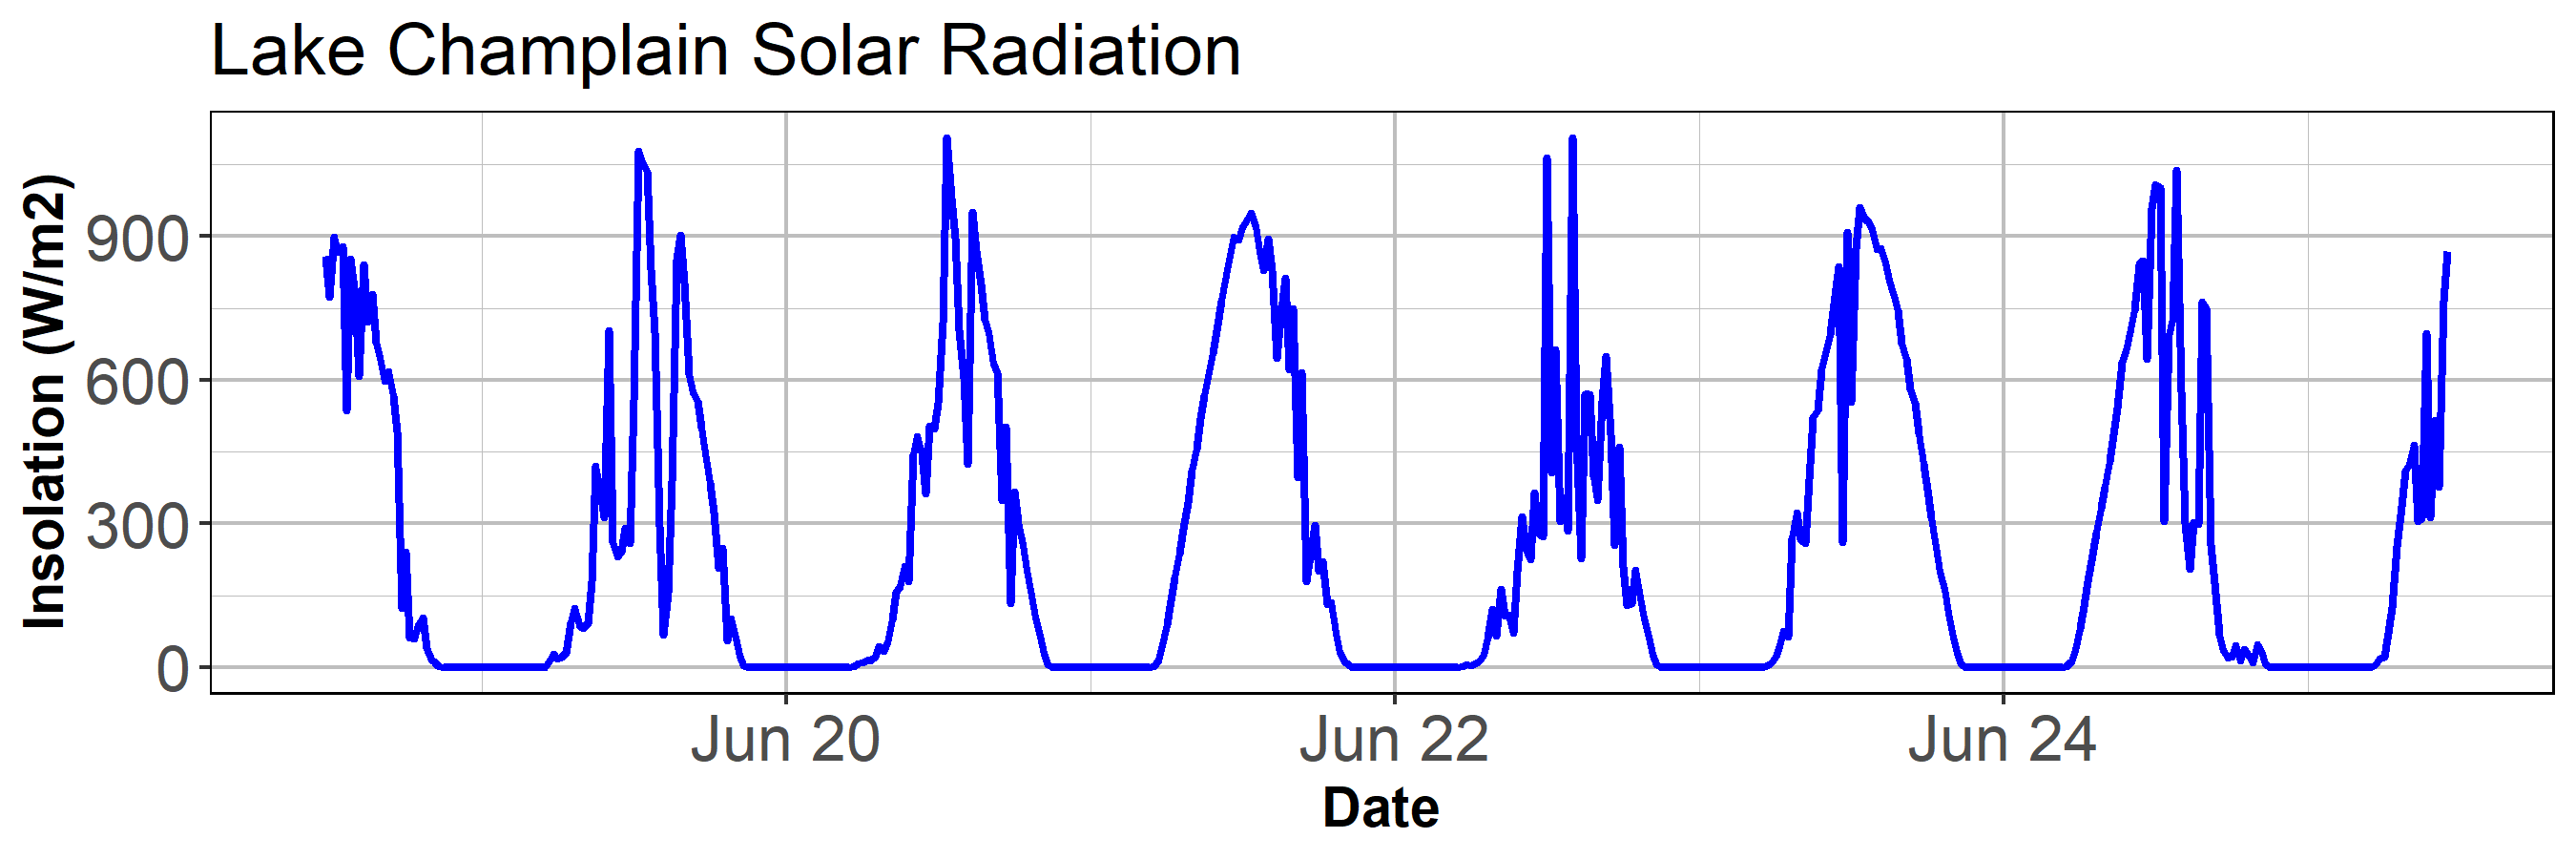 Lake Champlain Solar Radiation
Insolation (W/m2)
900
600
300
0
Jun 20
Jun 22
Jun 24
Date